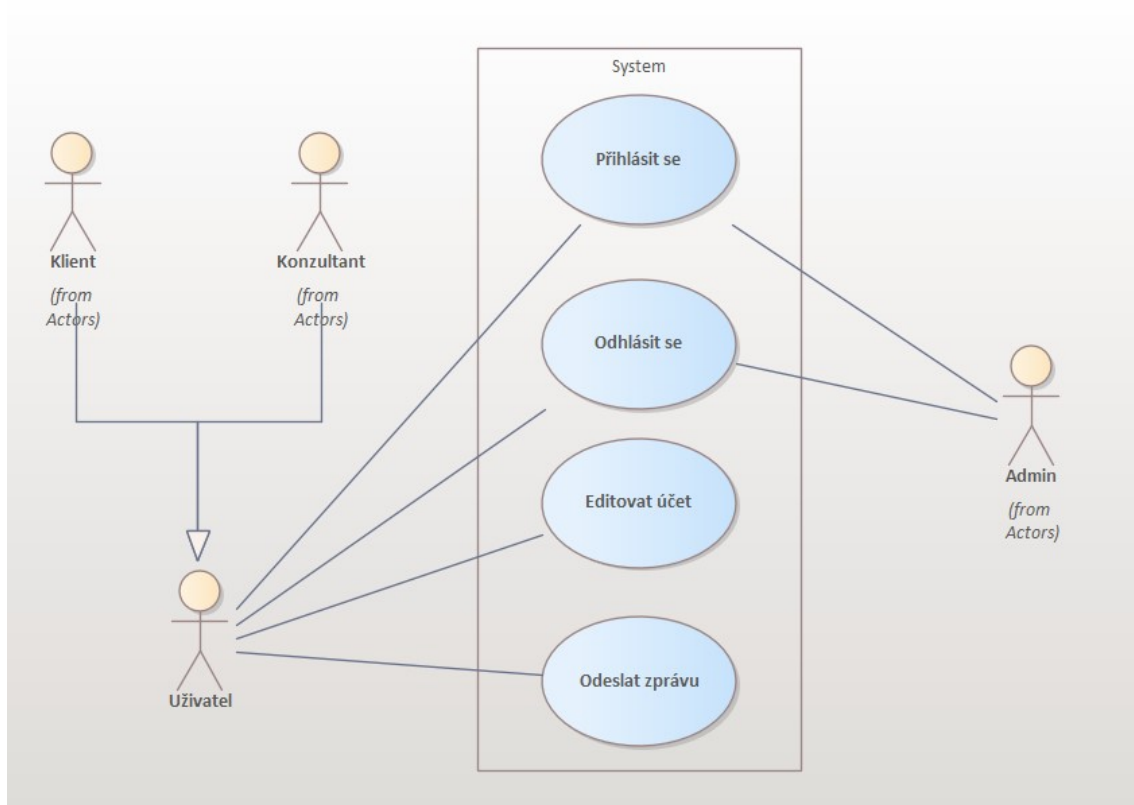 System
Přihlásit se
Klient
(from
Actors)
Konzultant
(from
Actors)
Odhlásit se
Admin
(from
Actors)
Editovat účet
Uživatel
Odeslat zprávu